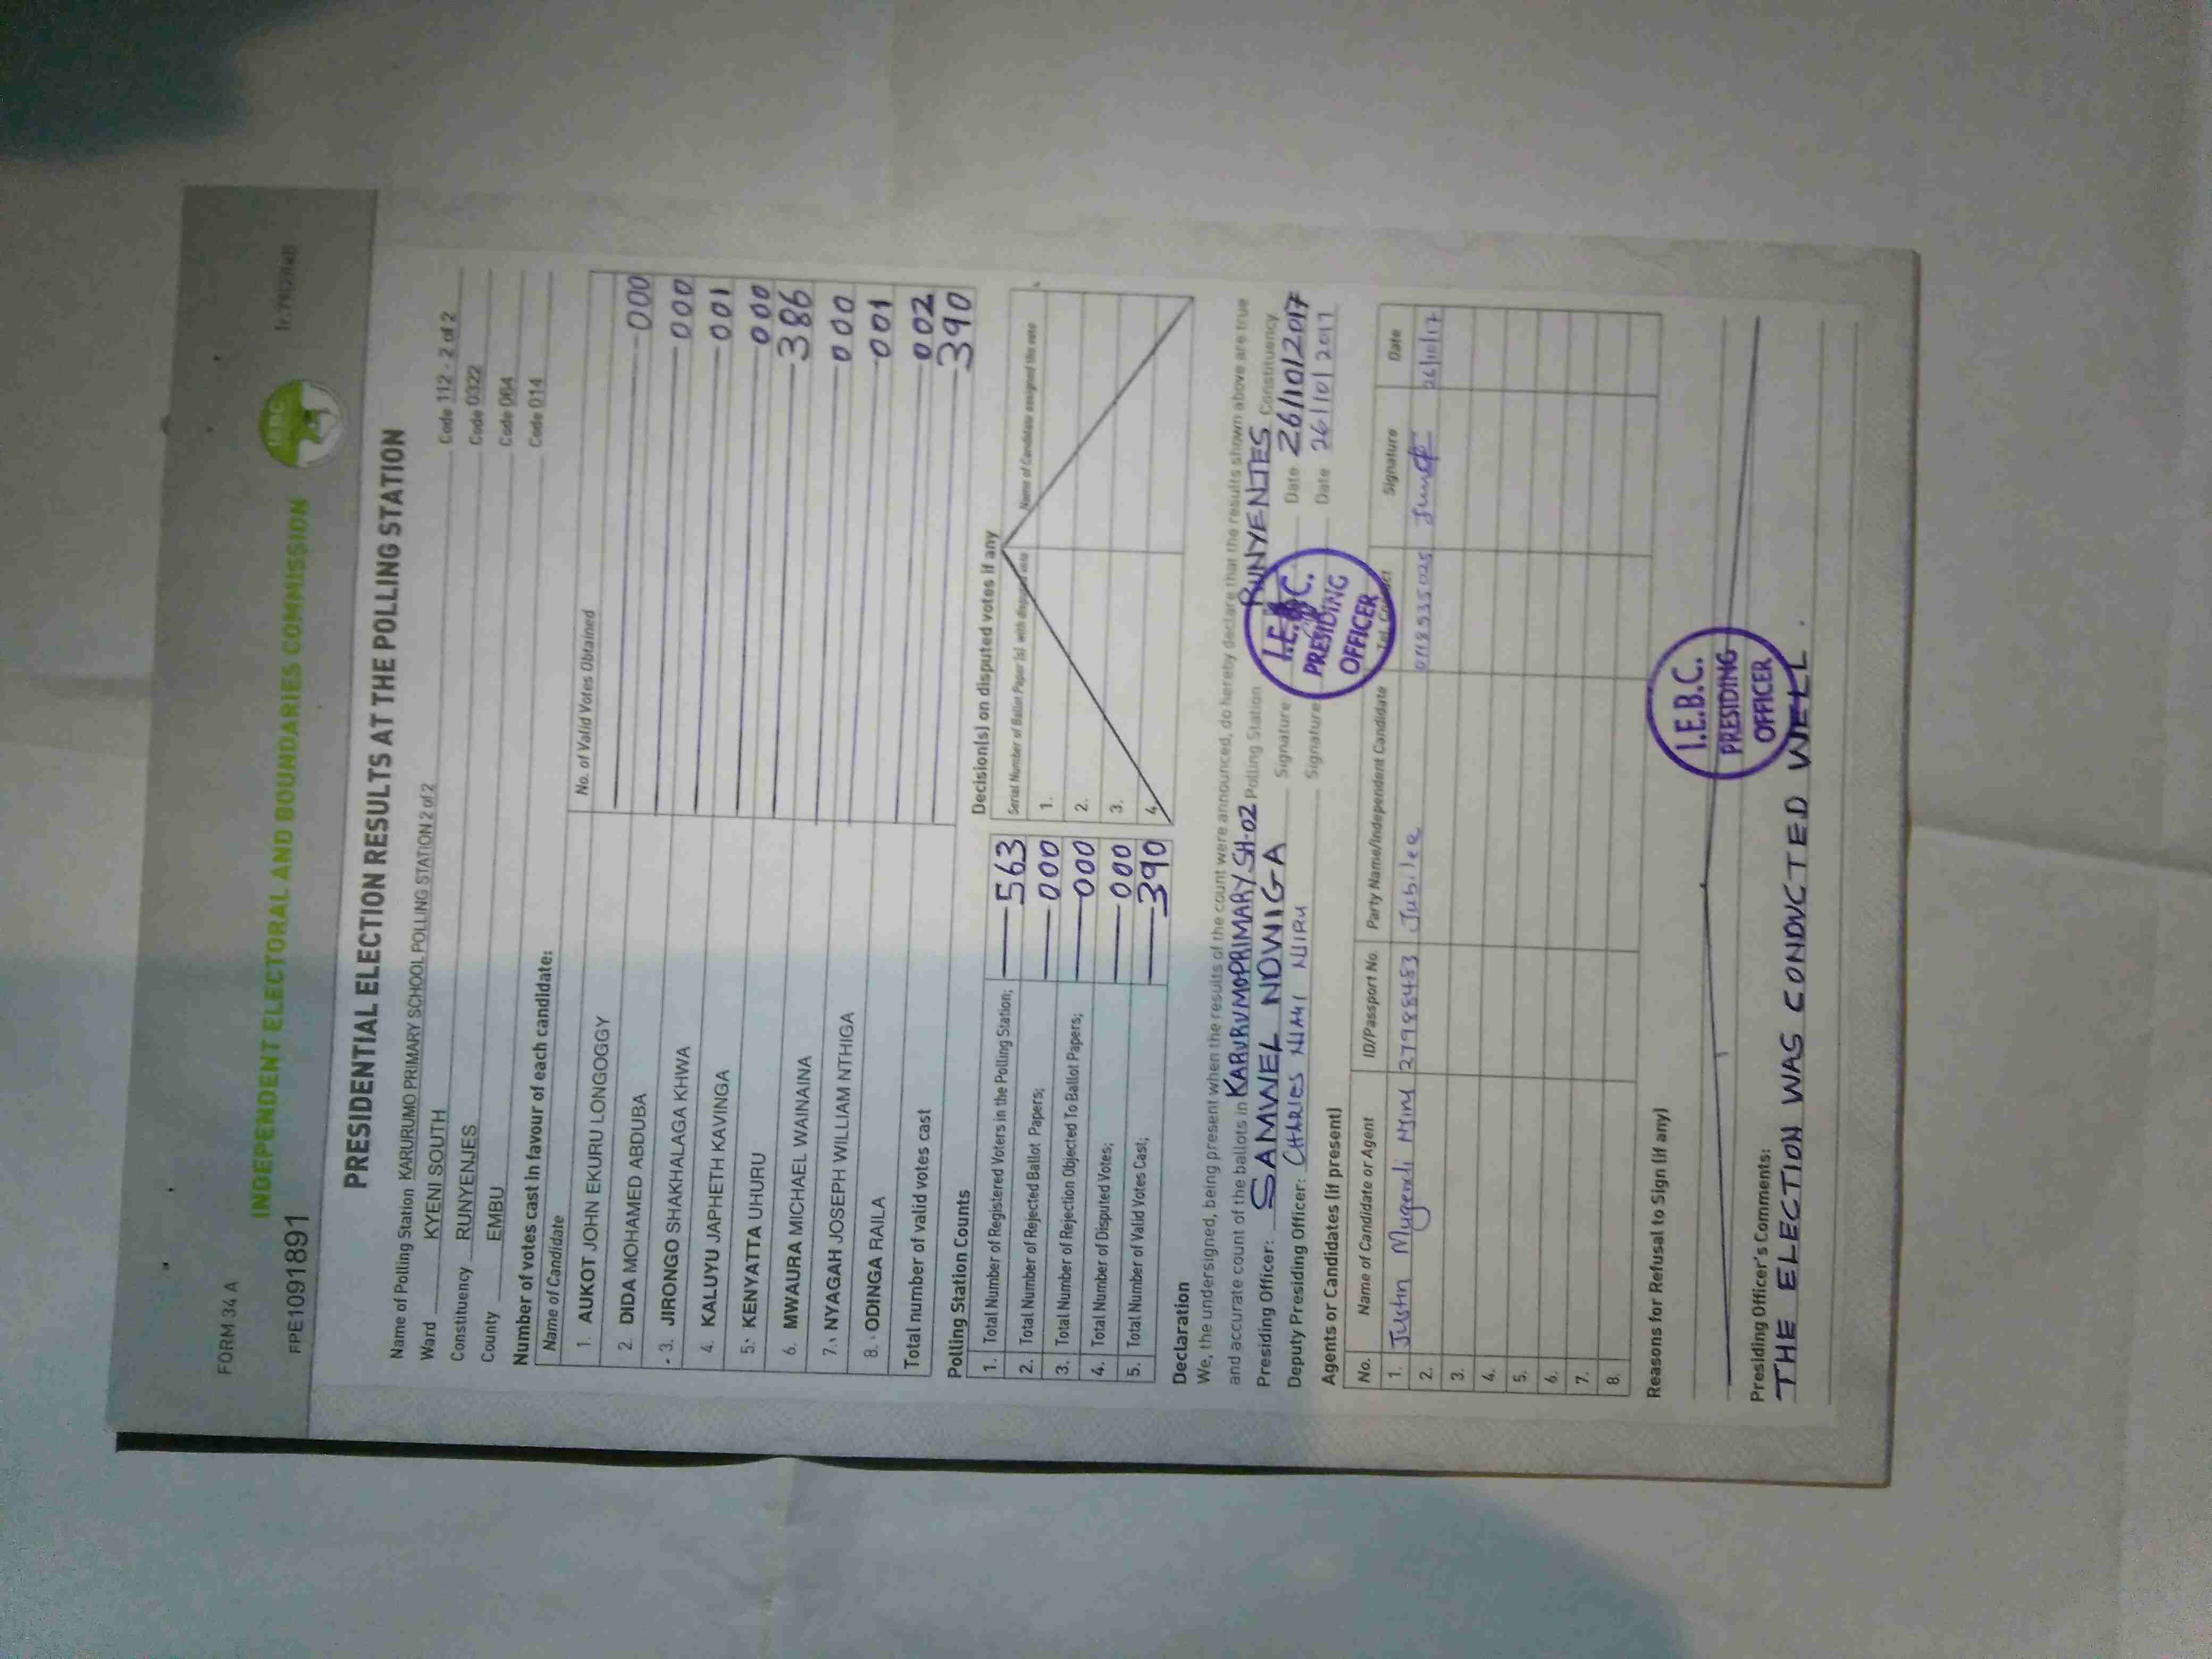 FORM 34 A
FPE1091891
INDEPENDENT ELECTORAL AND BOUNDARIES COMMISSION
IEBC
PRESIDENTIAL ELECTION RESULTS AT THE POLLING STATION
Name of Polling Station KARURUMO PRIMARY SCHOOL POLLING STATION 2 of 2 Code 112 - 2 of 2
Ward KYENI SOUTH Code 0322
Constituency RUNYENJES Code 064
County EMBU Code 014
Number of votes cast in favour of each candidate:
Name of Candidate No. of Valid Votes Obtained
1. AUKOT JOHN EKURU LONGOGGY 000
2. DIDA MOHAMED ABDUBA 000
3. JIRONGO SHAKHALAGA KHWA 001
4. KALUYU JAPHETH KAVINGA 000
5. KENYATTA UHURU 386
6. MWAURA MICHAEL WAINAINA 000
7. NYAGAH JOSEPH WILLIAM NTHIGA 001
8. ODINGA RAILA 002
Total number of valid votes cast 390
Polling Station Counts
1. Total Number of Registered Voters in the Polling Station; 563
2. Total Number of Rejected Ballot Papers; 000
3. Total Number of Rejection Objected To Ballot Papers; 000
4. Total Number of Disputed Votes; 000
5. Total Number of Valid Votes Cast; 390
Decision(s) on disputed votes if any
Serial Number of Ballot Paper (s) with disputed vote Name of Candidate assigned the vote
1.
2.
3.
4.
Declaration
We, the undersigned, being present when the results of the count were announced, do hereby declare that the results shown above are true
and accurate count of the ballots in KARURUMOPRIMARY SH-02 Polling Station RUNYENJES Constituency
Presiding Officer: SAMWEL NDWIGA Signature Date 26/10/2017
Deputy Presiding Officer: CHARLES Signature Date 26/10/2017
I.E.B.C.
PRESIDING
OFFICER
Agents or Candidates (if present)
No. Name of Candidate or Agent ID/Passport No. Party Name/Independent Candidate Tel. Contact Signature Date
1. Justin Mugendi 27988483 Jubilee 26/10/17
2.
3.
4.
5.
6.
7.
8.
Reasons for Refusal to Sign (if any)
I.E.B.C.
PRESIDING
OFFICER
Presiding Officer's Comments:
THE ELECTION WAS CONDUCTED WELL.